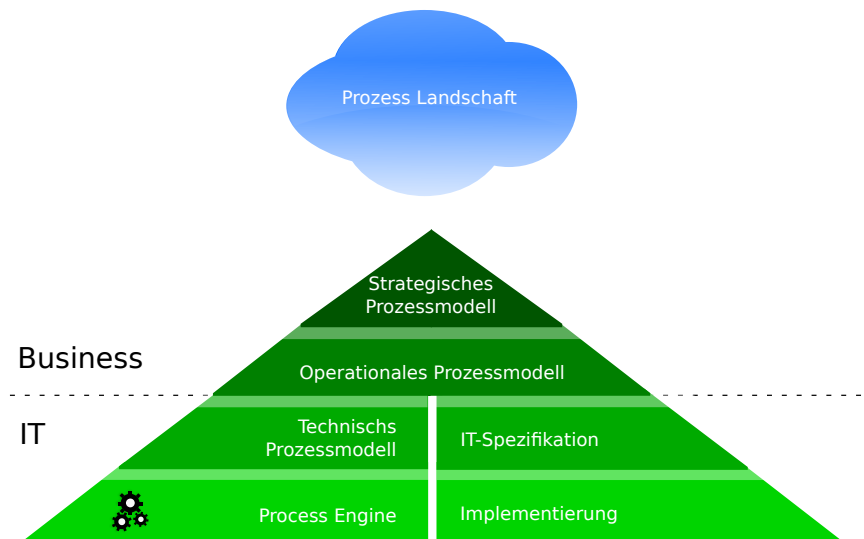 Prozess Landschaft
Strategisches
Prozessmodell
Business
Operationales Prozessmodell
IT
Technischs
Prozessmodell
IT-Spezifikation
Process Engine
Implementierung